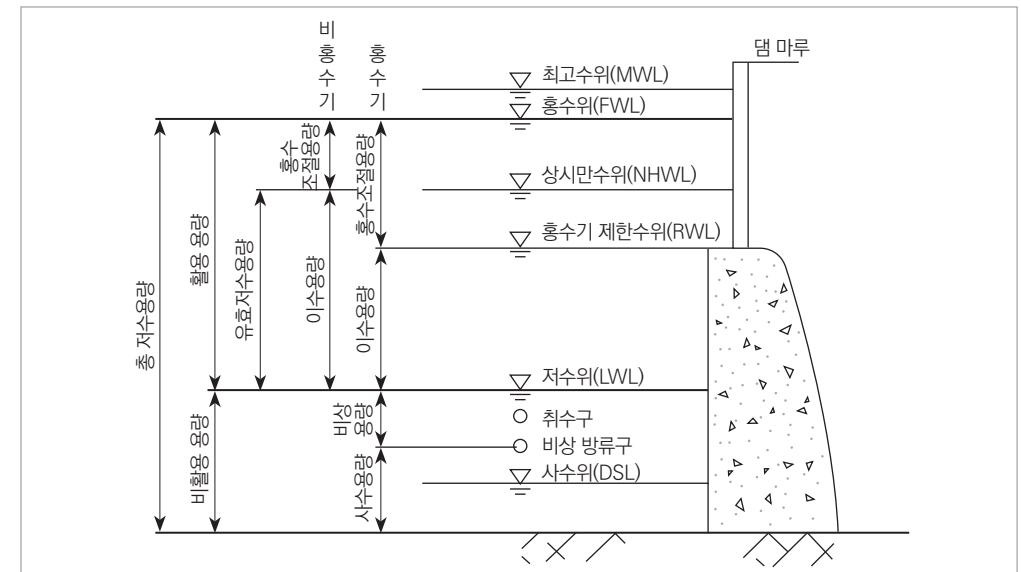 비홍수기
홍수기
댐 마루
최고수위(MWL)
홍수위(FWL)
홍수
조절용량
홍수조절용량
상시만수위(NHWL)
홍수기 제한수위(RWL)
총 저수용량
활용 용량
유효저수용량
이수용량
이수용량
저수위(LWL)
비활용 용량
비상
용량
취수구
비상 방류구
사수위(DSL)
사수용량